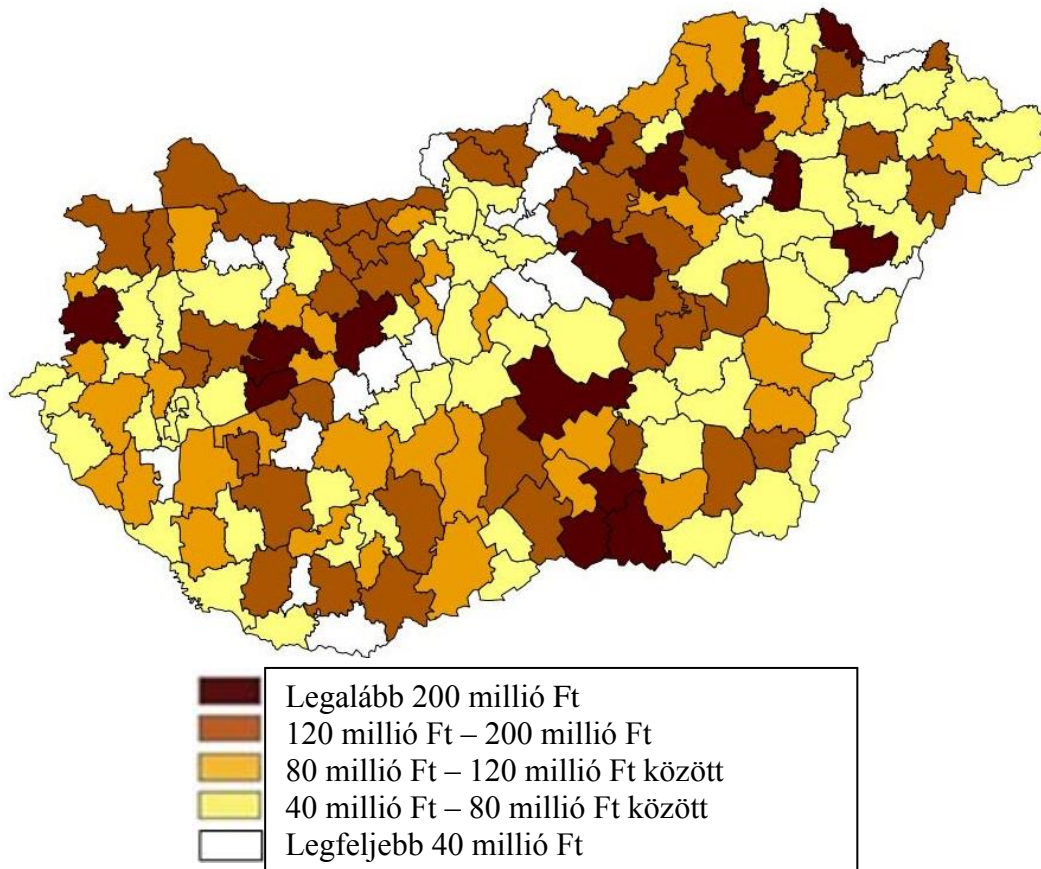 Legalább 200 millió Ft
120 millió Ft – 200 millió Ft
80 millió Ft – 120 millió Ft között
40 millió Ft – 80 millió Ft között
Legfeljebb 40 millió Ft